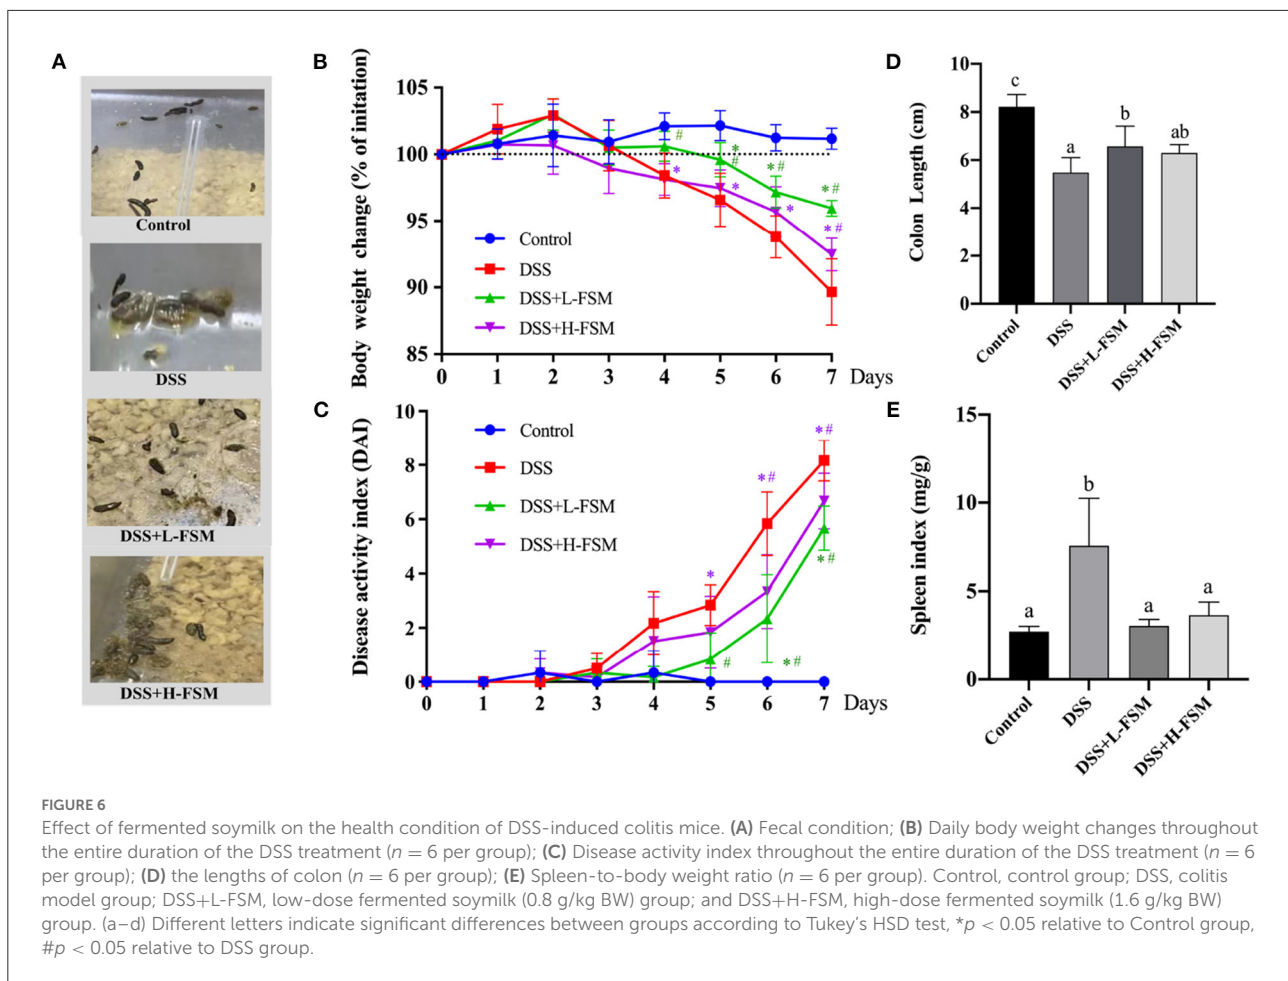 A
Control
DSS
DSS+L-FSM
DSS+H-FSM
B
Body weight change (% of initation)
105
100
95
90
85
Control
DSS
DSS+L-FSM
DSS+H-FSM
#
*
*
#
*
*#
*
*#
*#
0 1 2 3 4 5 6 7 Days
C
Disease activity index (DAI)
10
8
6
4
2
0
Control
DSS
DSS+L-FSM
DSS+H-FSM
*
#
*#
*#
*#
*#
0 1 2 3 4 5 6 7 Days
D
Colon Length (cm)
10
8
6
4
2
0
c
a
b
ab
Control
DSS
DSS+L-FSM
DSS+H-FSM
E
Spleen index (mg/g)
15
10
5
0
a
b
a
a
Control
DSS
DSS+L-FSM
DSS+H-FSM
FIGURE 6
Effect of fermented soymilk on the health condition of DSS-induced colitis mice. (A) Fecal condition; (B) Daily body weight changes throughout
the entire duration of the DSS treatment (n = 6 per group); (C) Disease activity index throughout the entire duration of the DSS treatment (n = 6
per group); (D) the lengths of colon (n = 6 per group); (E) Spleen-to-body weight ratio (n = 6 per group). Control, control group; DSS, colitis
model group; DSS+L-FSM, low-dose fermented soymilk (0.8 g/kg BW) group; and DSS+H-FSM, high-dose fermented soymilk (1.6 g/kg BW)
group. (a–d) Different letters indicate significant differences between groups according to Tukey's HSD test, *p < 0.05 relative to Control group,
#p < 0.05 relative to DSS group.